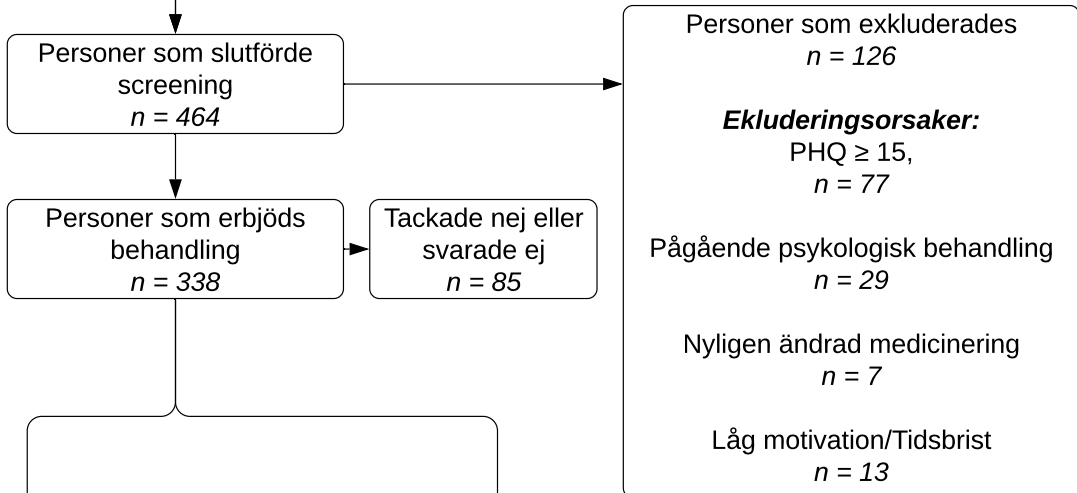 Personer som slutförde
screening
n = 464
Personer som exkluderades
n = 126
Ekluderingsorsaker:
PHQ ≥ 15,
n = 77
Pågående psykologisk behandling
n = 29
Nyligen ändrad medicinering
n = 7
Låg motivation/Tidsbrist
n = 13
Personer som erbjöds
behandling
n = 338
Tackade nej eller
svarade ej
n = 85